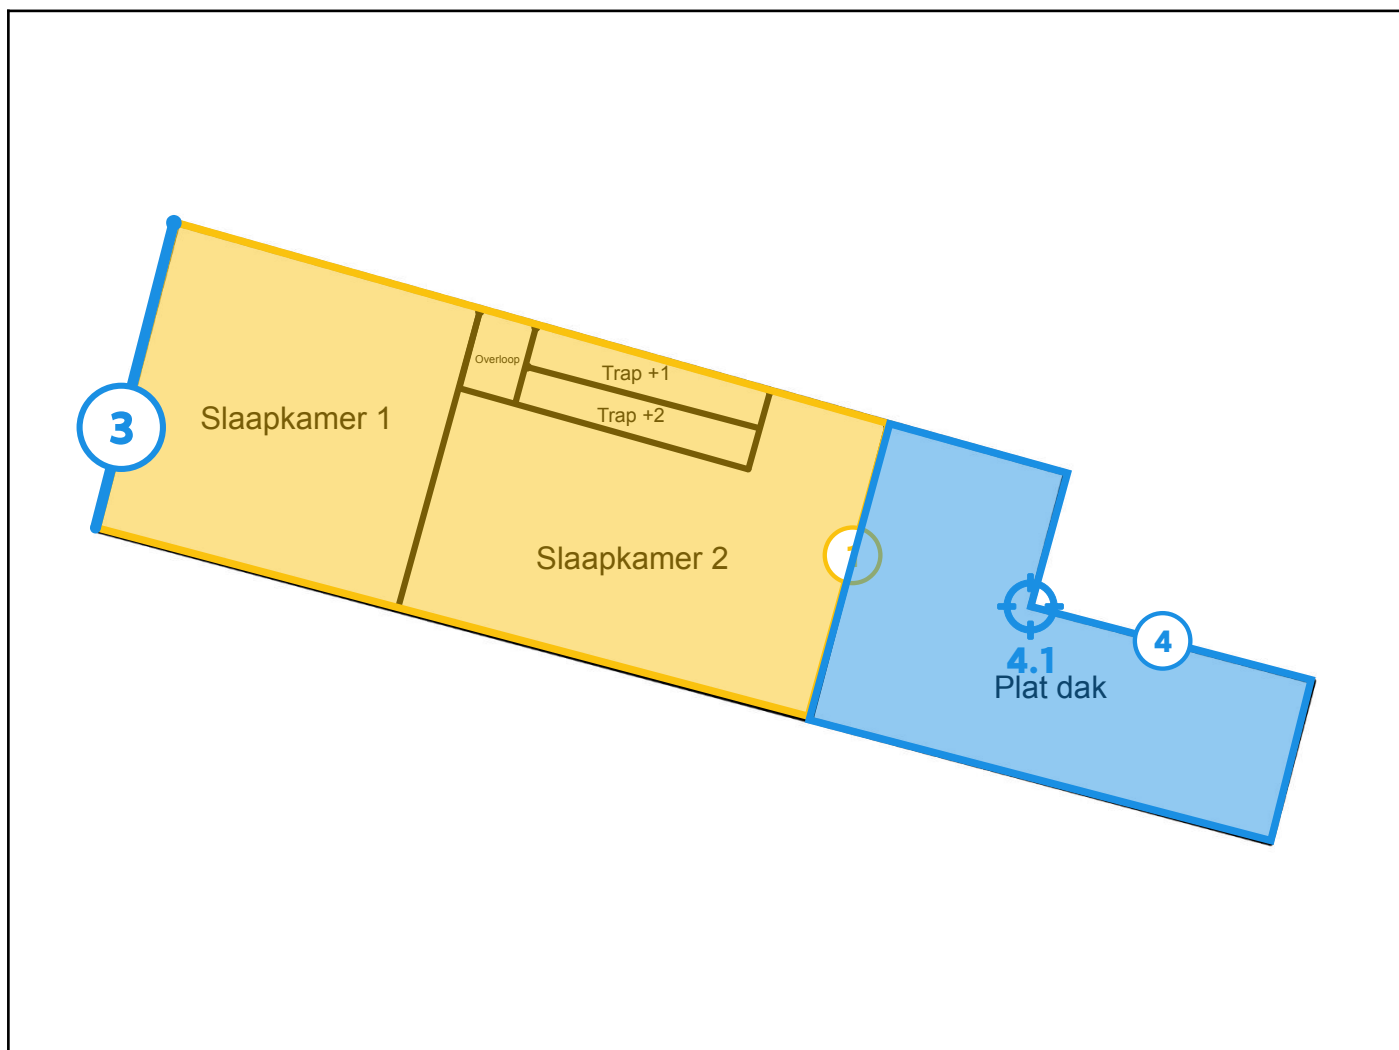 Overloop
Trap +1
Trap +2
3
Slaapkamer 1
Slaapkamer 2
4
4.1
Plat dak